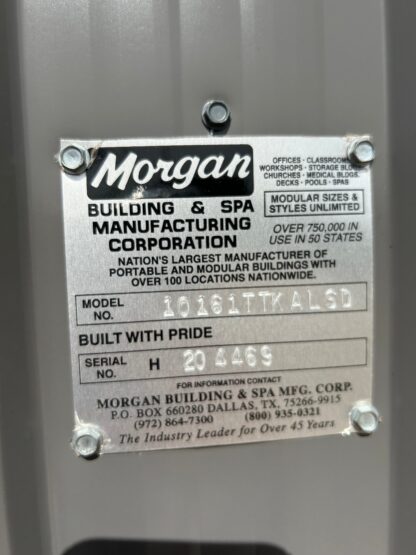 Morgan
OFFICES · CLASSROOMS
WORKSHOPS · STORAGE BLDGS.
CHURCHES · MEDICAL BLDGS.
DECKS · POOLS · SPAS
BUILDING & SPA
MANUFACTURING
CORPORATION
MODULAR SIZES &
STYLES UNLIMITED
OVER 750,000 IN
USE IN 50 STATES
NATION'S LARGEST MANUFACTURER OF
PORTABLE AND MODULAR BUILDINGS WITH
OVER 100 LOCATIONS NATIONWIDE.
MODEL NO. 10161TTKALSD
BUILT WITH PRIDE
SERIAL NO. H 20 4469
FOR INFORMATION CONTACT
MORGAN BUILDING & SPA MFG. CORP.
P.O. BOX 660280 DALLAS, TX, 75266-9915
(972) 864-7300 (800) 935-0321
The Industry Leader for Over 45 Years